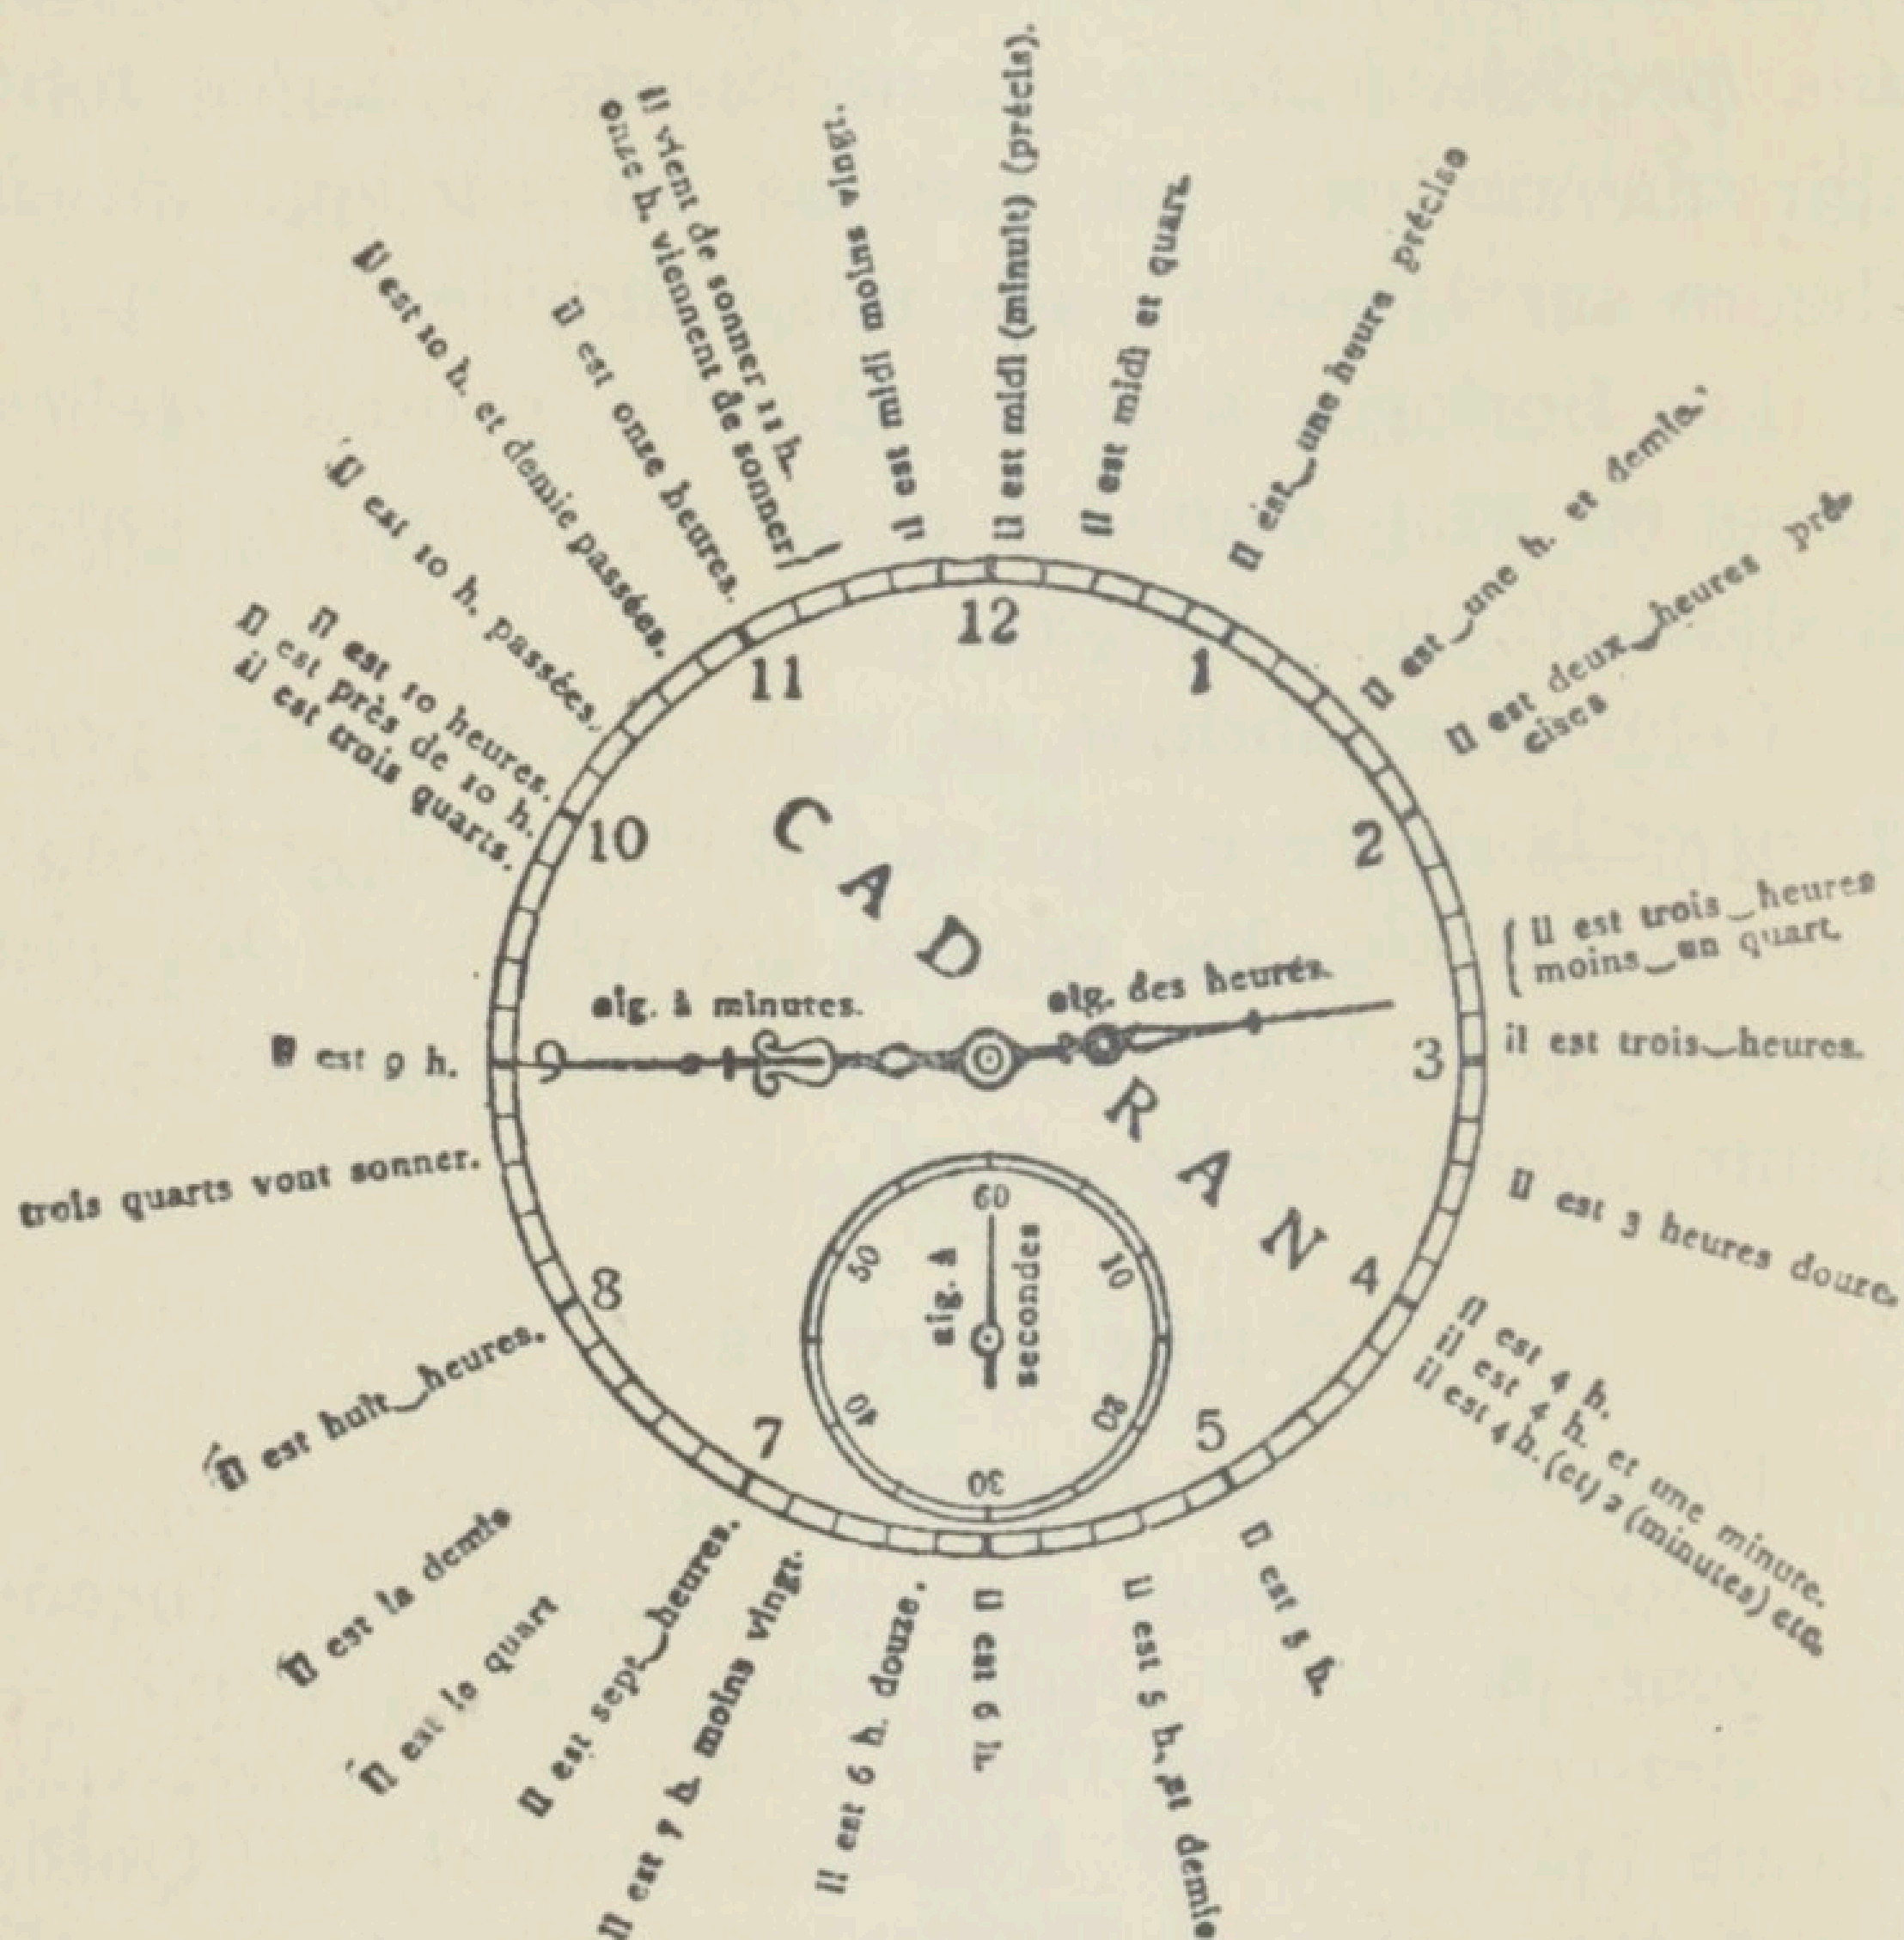 Il est midi (minuit) (précis).
Il est midi et quart.
Il est une heure précise
Il est une h. et demie.
Il est deux heures pré-
cises
Il est trois heures
moins un quart.
il est trois heures.
Il est 3 heures douze.
Il est 4 h.
il est 4 h. et une minute.
il est 4 h. (et) 2 (minutes) etc.
Il est 5 h.
Il est 5 h. et demie
Il est 6 h.
Il est 6 h. douze.
Il est 7 h. moins vingt.
Il est sept heures.
Il est le quart
Il est la demie
Il est huit heures.
trois quarts vont sonner.
Il est 9 h.
il est trois quarts.
Il est près de 10 h.
Il est 10 heures.
Il est 10 h. passées.
Il est 10 h. et demie passées.
Il est onze heures.
onze h. viennent de sonner
Il vient de sonner 11 h.
Il est midi moins vingt.
12
1
2
3
4
5
7
8
9
10
11
CADRAN
aig. à minutes.
aig. des heures.
60
10
20
30
40
50
aig. à
secondes